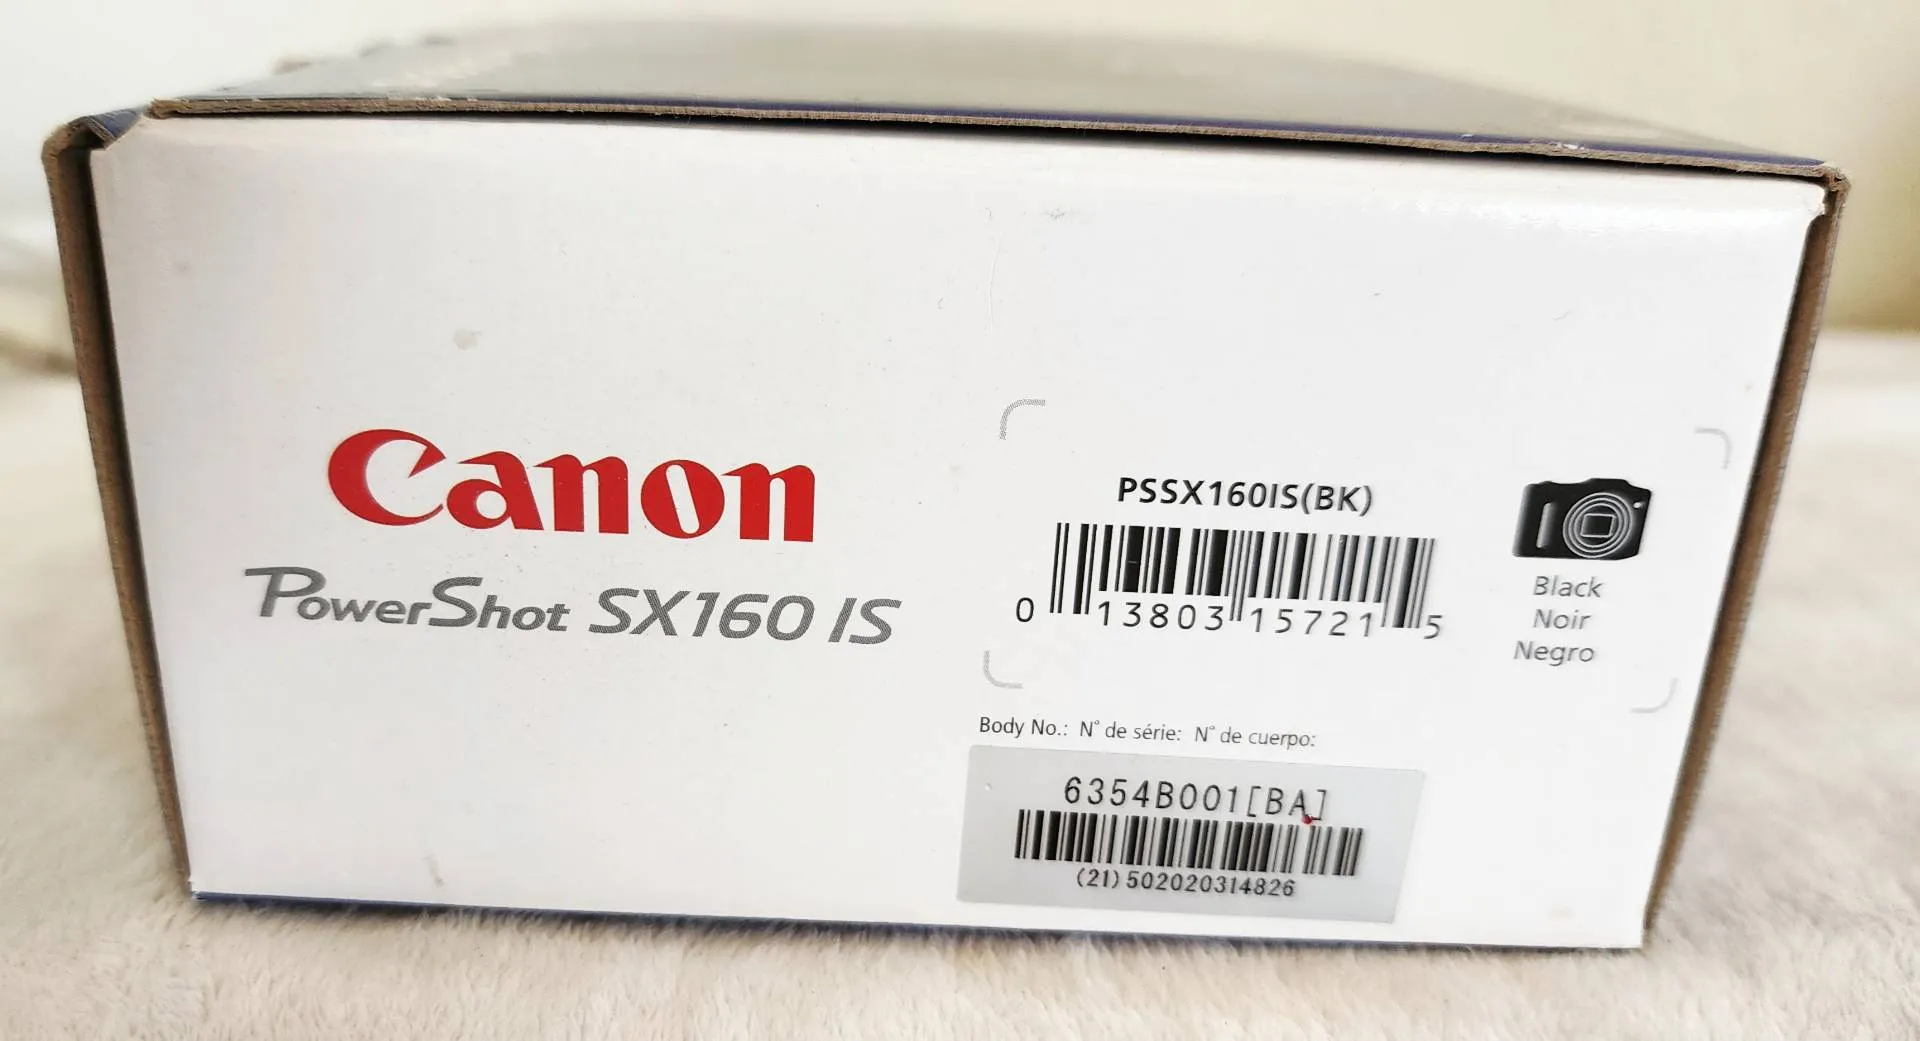 Canon
PowerShot SX160 IS
PSSX160IS(BK)
0 13803 15721 5
Black
Noir
Negro
Body No.: N° de série: N° de cuerpo:
6354B001[BA]
(21)502020314826